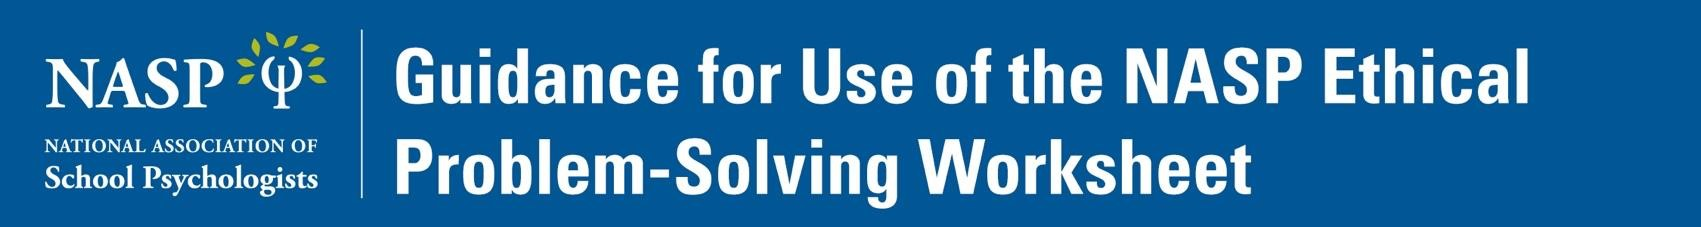 NASP
NATIONAL ASSOCIATION OF
School Psychologists
Guidance for Use of the NASP Ethical
Problem-Solving Worksheet